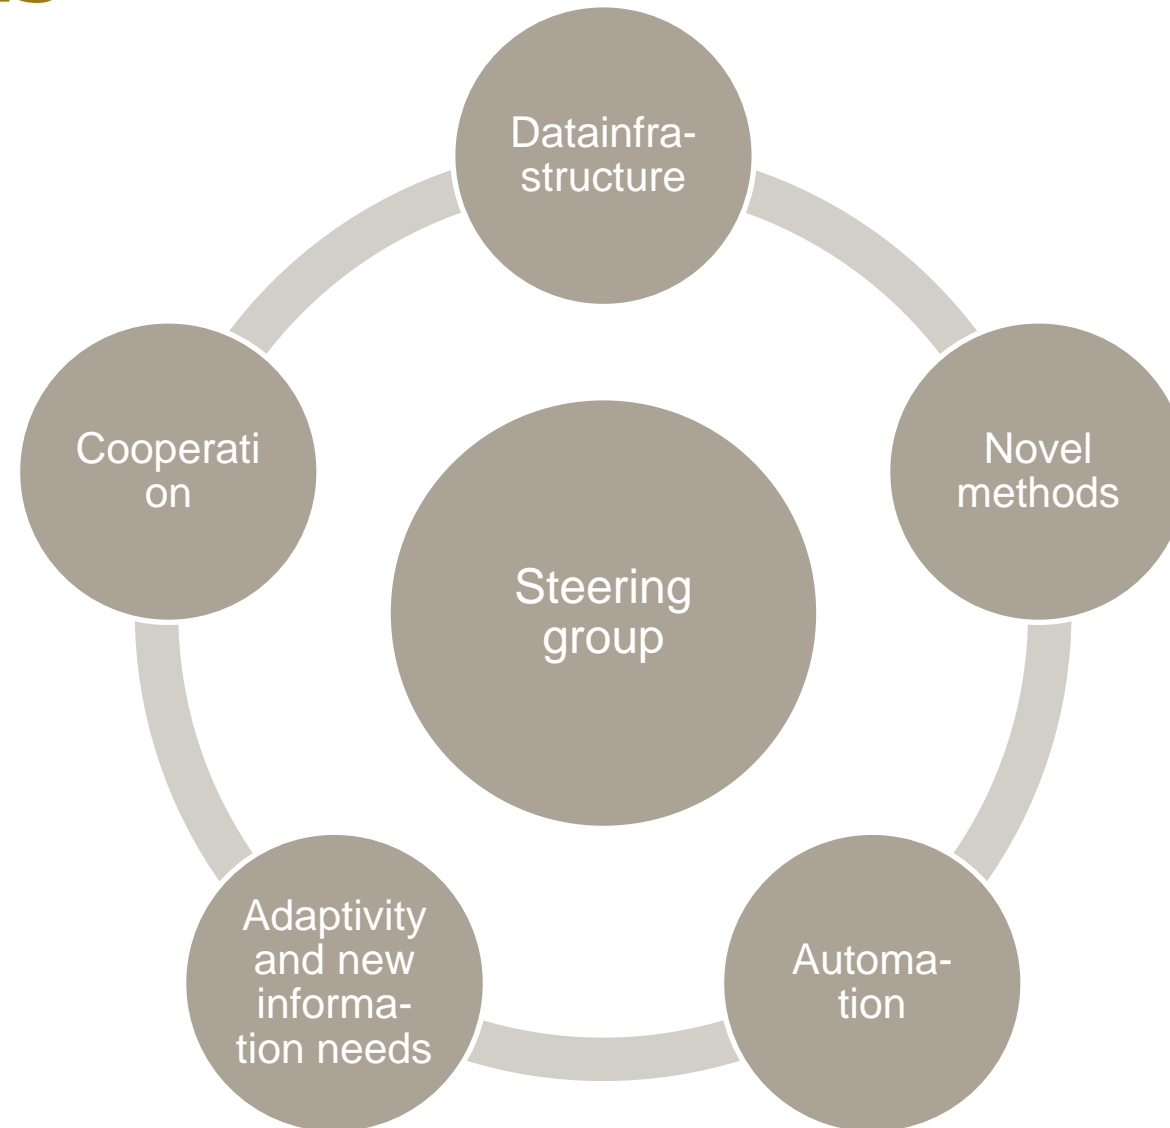 Datainfra-
structure
Cooperati
on
Novel
methods
Steering
group
Adaptivity
and new
informa-
tion needs
Automa-
tion